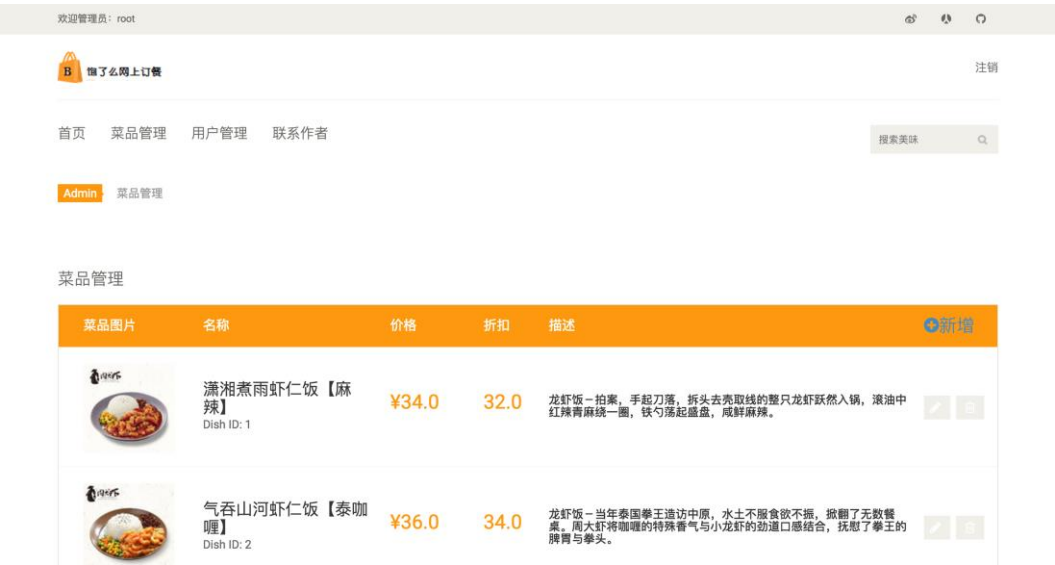 欢迎管理员：root
B 饱了么网上订餐
注销
首页 菜品管理 用户管理 联系作者
搜索美味
Admin 菜品管理
菜品管理
菜品图片 名称 价格 折扣 描述 新增
潇湘煮雨虾仁饭【麻
辣】
Dish ID: 1
¥34.0
32.0
龙虾饭－拍案，手起刀落，拆头去壳取线的整只龙虾跃然入锅，滚油中
红辣青麻绕一圈，铁勺荡起盛盘，咸鲜麻辣。
气吞山河虾仁饭【泰咖
喱】
Dish ID: 2
¥36.0
34.0
龙虾饭－当年泰国拳王造访中原，水土不服食欲不振，掀翻了无数餐
桌。周大虾将咖喱的特殊香气与小龙虾的劲道口感结合，抚慰了拳王的
脾胃与拳头。